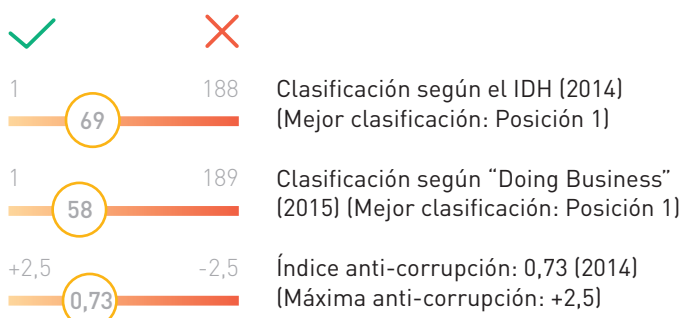 1 188 Clasificación según el IDH (2014)
69 (Mejor clasificación: Posición 1)
1 189 Clasificación según “Doing Business”
58 (2015) (Mejor clasificación: Posición 1)
+2,5 -2,5 Índice anti-corrupción: 0,73 (2014)
0,73 (Máxima anti-corrupción: +2,5)